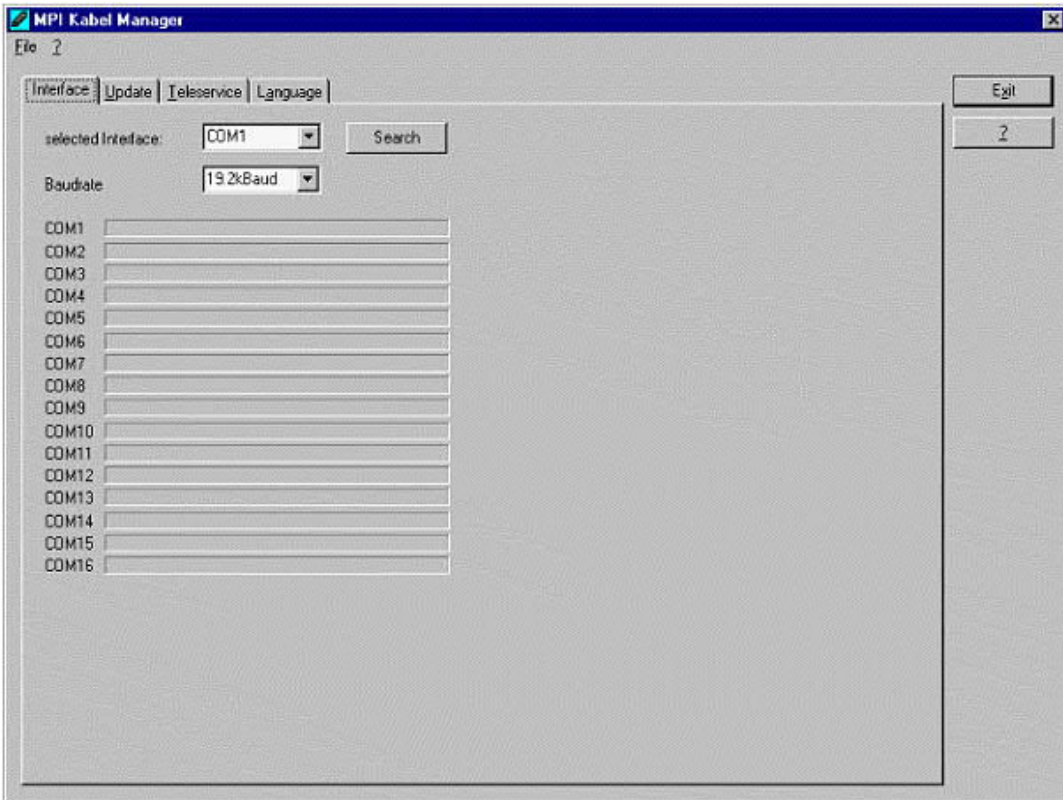 MPI Kabel Manager
File ?
Interface Update Teleservice Language
Exit
selected Interface: COM1 Search
?
Baudrate 19.2kBaud
COM1
COM2
COM3
COM4
COM5
COM6
COM7
COM8
COM9
COM10
COM11
COM12
COM13
COM14
COM15
COM16